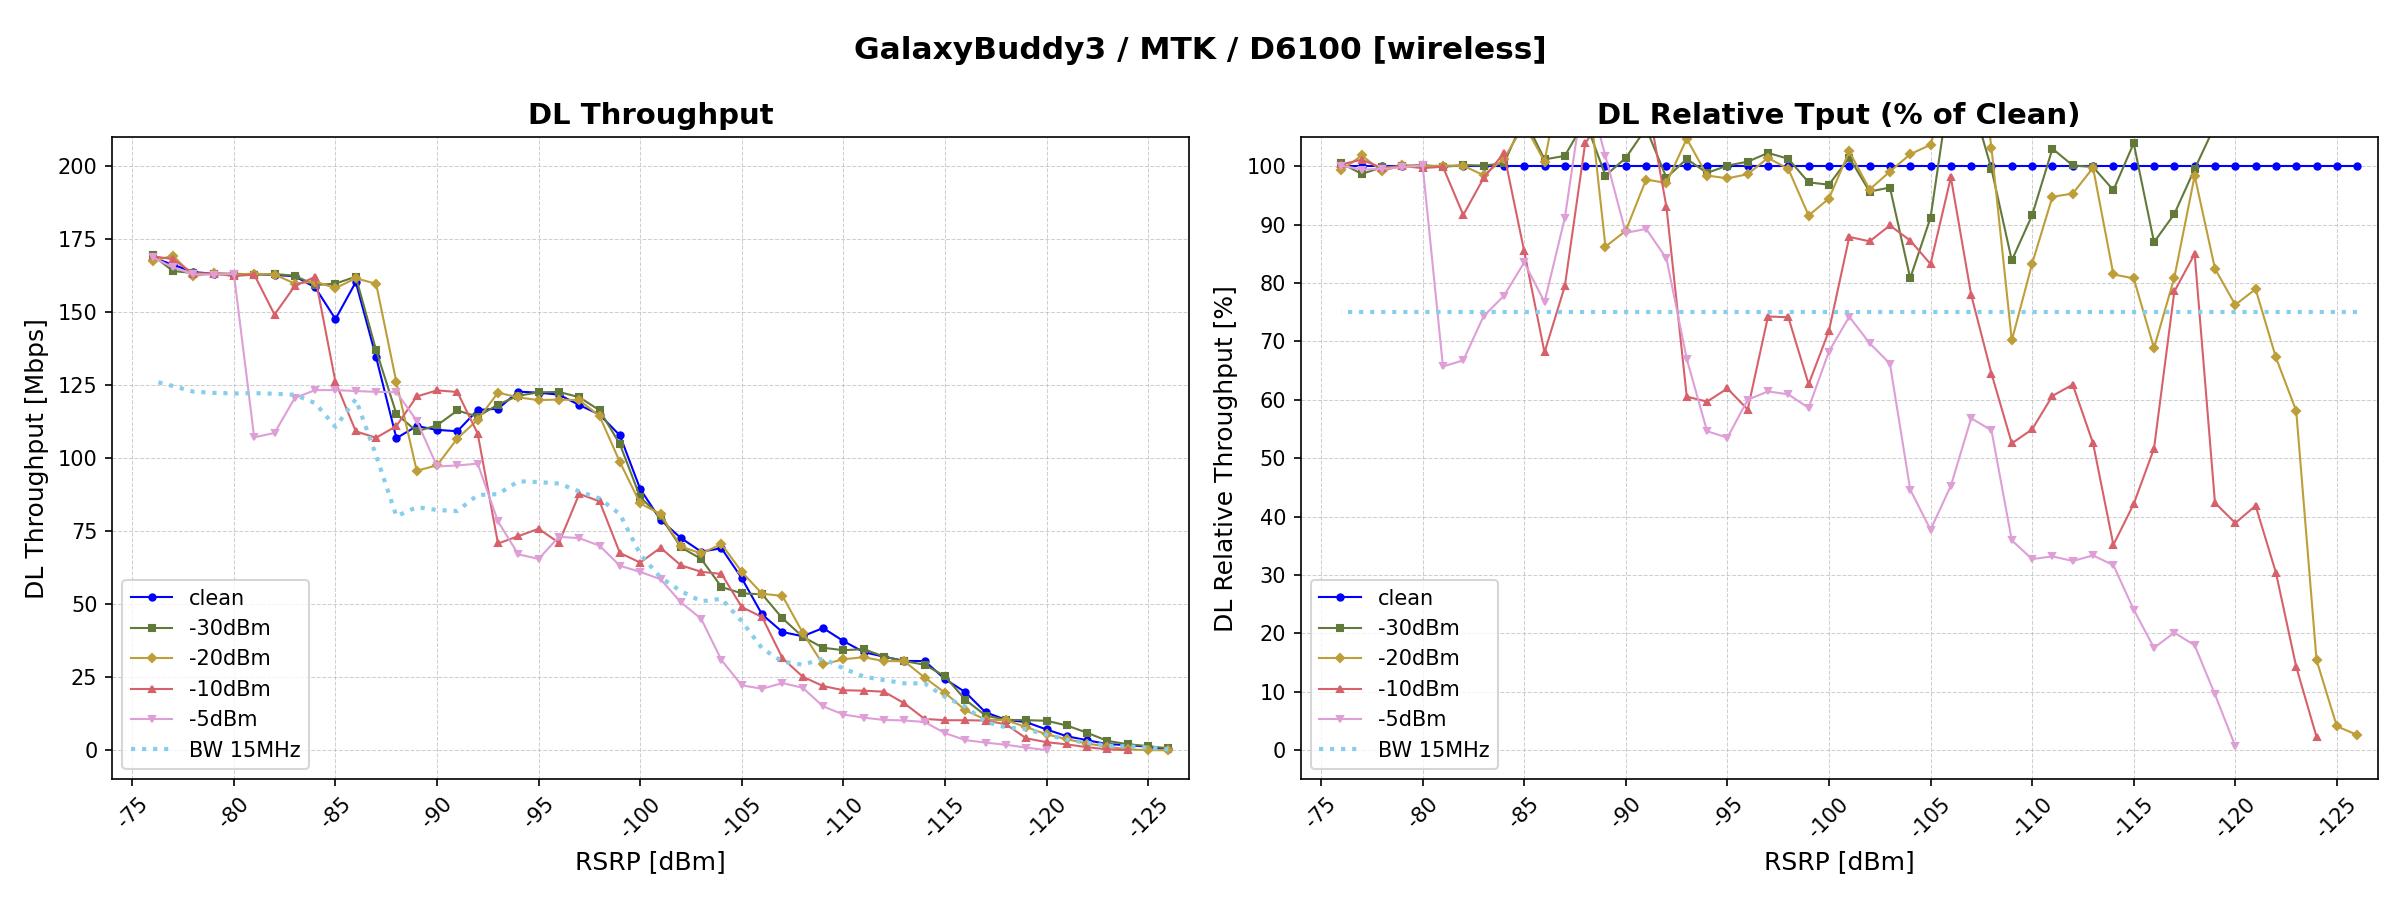 GalaxyBuddy3 / MTK / D6100 [wireless]
DL Throughput
DL Throughput [Mbps]
200
175
150
125
100
75
50
25
0
clean
-30dBm
-20dBm
-10dBm
-5dBm
BW 15MHz
-75
-80
-85
-90
-95
-100
-105
-110
-115
-120
-125
RSRP [dBm]
DL Relative Tput (% of Clean)
DL Relative Throughput [%]
100
90
80
70
60
50
40
30
20
10
0
clean
-30dBm
-20dBm
-10dBm
-5dBm
BW 15MHz
-75
-80
-85
-90
-95
-100
-105
-110
-115
-120
-125
RSRP [dBm]